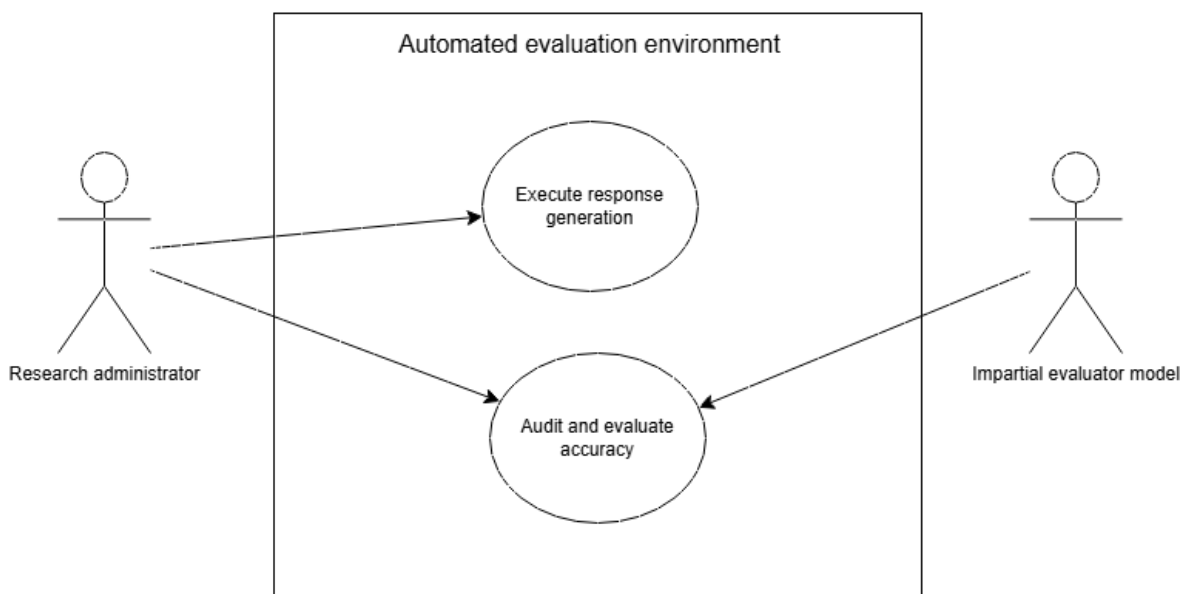 Automated evaluation environment
Execute response
generation
Research administrator
Impartial evaluator model
Audit and evaluate
accuracy